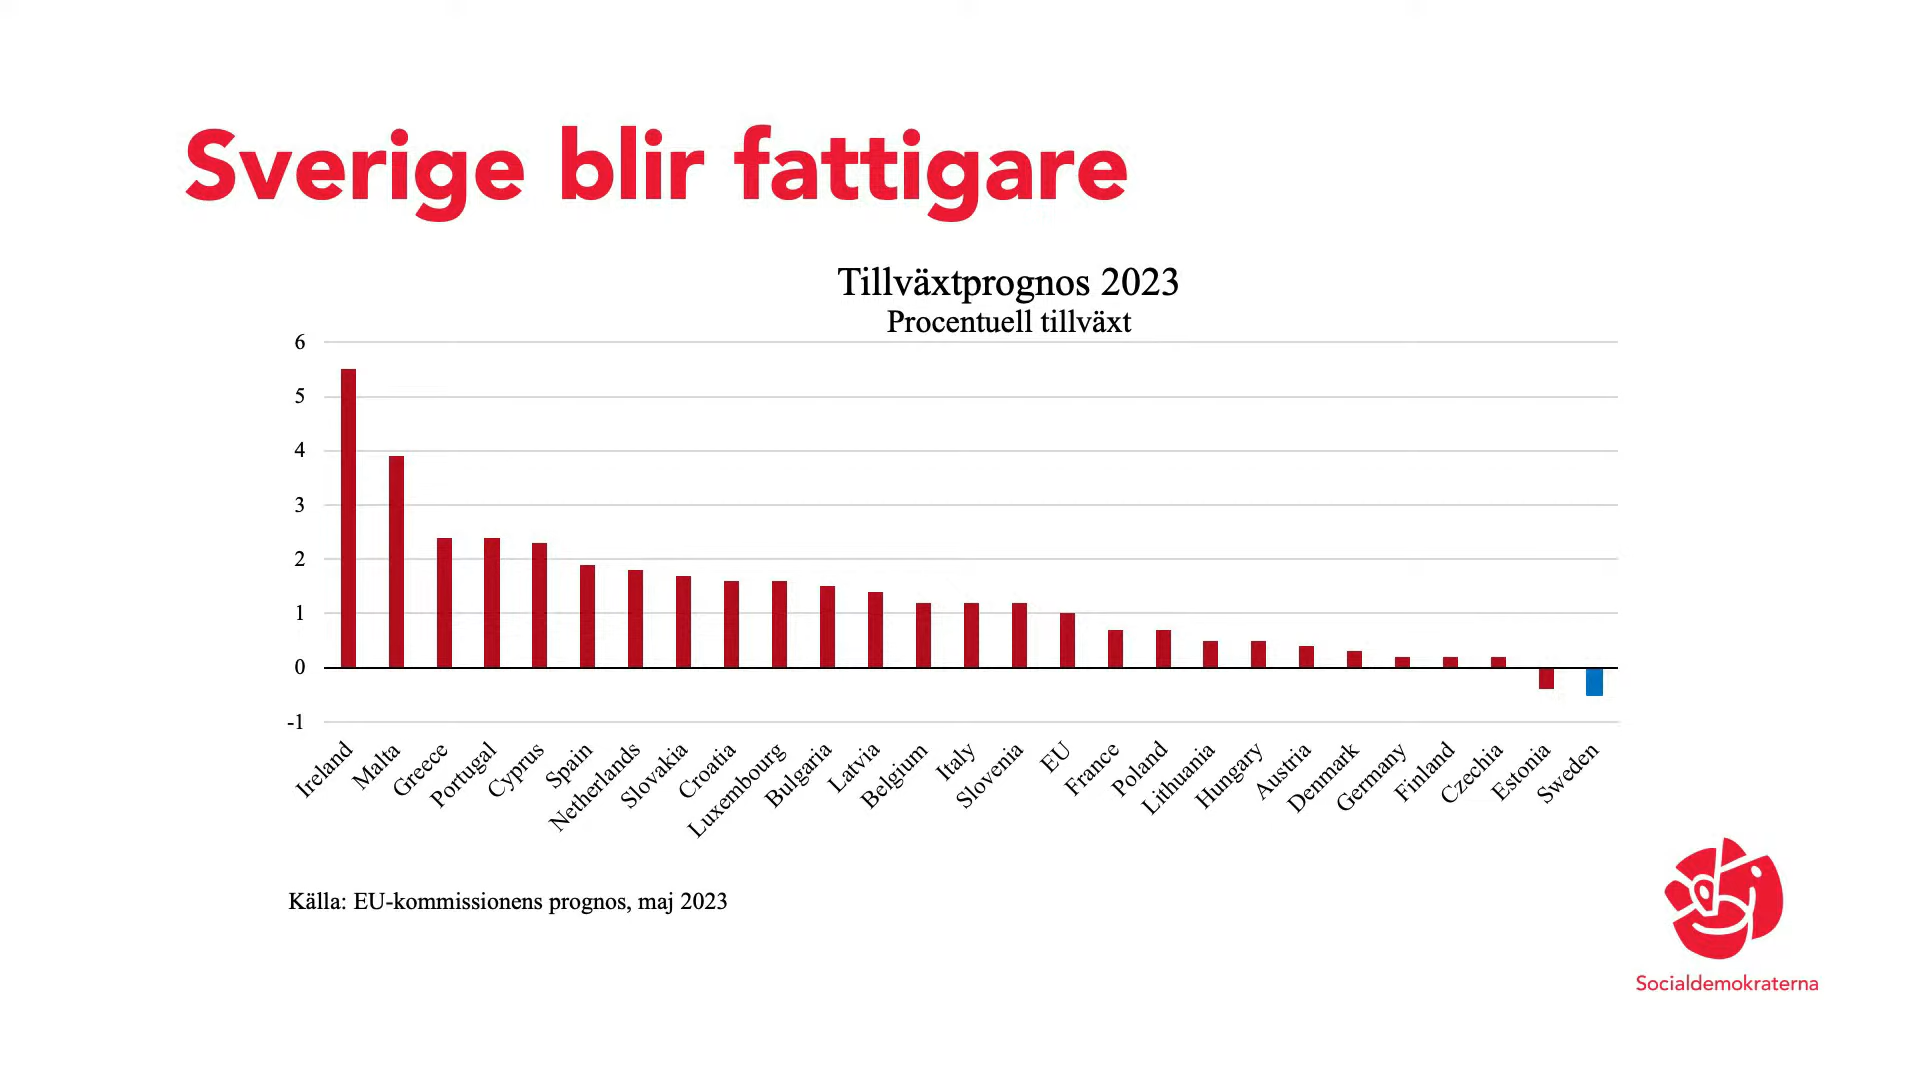 Sverige blir fattigare
Tillväxtprognos 2023
Procentuell tillväxt
6
5
4
3
2
1
0
-1
Ireland
Malta
Greece
Portugal
Cyprus
Spain
Netherlands
Slovakia
Croatia
Luxembourg
Bulgaria
Latvia
Belgium
Italy
Slovenia
EU
France
Poland
Lithuania
Hungary
Austria
Denmark
Germany
Finland
Czechia
Estonia
Sweden
Källa: EU-kommissionens prognos, maj 2023
Socialdemokraterna